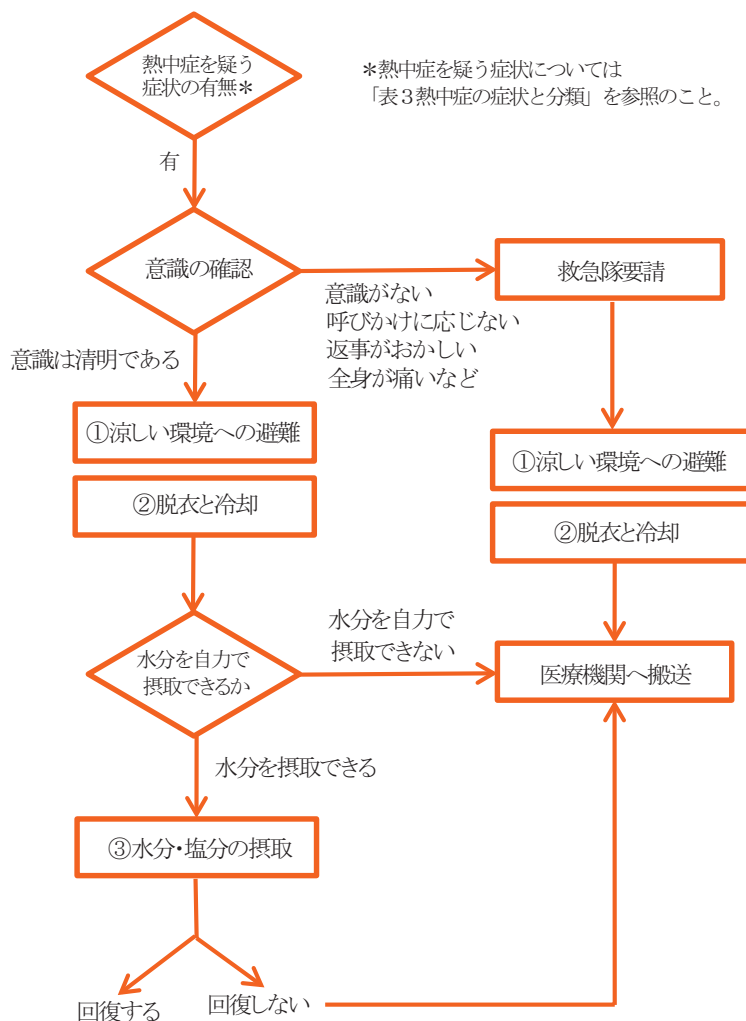 熱中症を疑う
症状の有無＊
＊熱中症を疑う症状については
「表３熱中症の症状と分類」を参照のこと。
有
意識の確認
救急隊要請
意識がない
呼びかけに応じない
返事がおかしい
全身が痛いなど
意識は清明である
①涼しい環境への避難
②脱衣と冷却
①涼しい環境への避難
②脱衣と冷却
水分を自力で
摂取できるか
水分を自力で
摂取できない
医療機関へ搬送
水分を摂取できる
③水分・塩分の摂取
回復する
回復しない